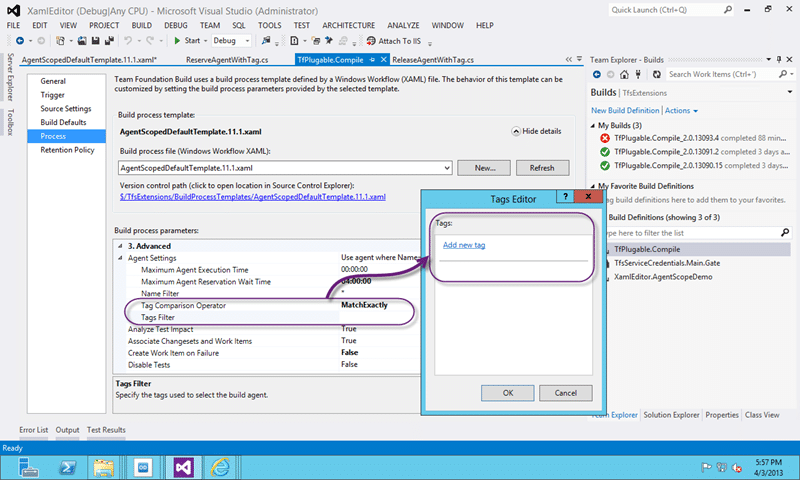 XamlEditor (Debug|Any CPU) - Microsoft Visual Studio (Administrator)
Quick Launch (Ctrl+Q)
FILE EDIT VIEW PROJECT BUILD DEBUG TEAM SQL TOOLS TEST ARCHITECTURE ANALYZE WINDOW HELP
Start Debug Attach To IIS
Server Explorer
Toolbox
AgentScopedDefaultTemplate.11.1.xaml* ReserveAgentWithTag.cs TfPlugable.Compile ReleaseAgentWithTag.cs
General
Trigger
Source Settings
Build Defaults
Process
Retention Policy
Team Foundation Build uses a build process template defined by a Windows Workflow (XAML) file. The behavior of this template can be
customized by setting the build process parameters provided by the selected template.
Build process template:
AgentScopedDefaultTemplate.11.1.xaml
Hide details
Build process file (Windows Workflow XAML):
AgentScopedDefaultTemplate.11.1.xaml
New...
Refresh
Version control path (click to open location in Source Control Explorer):
$/TfsExtensions/BuildProcessTemplates/AgentScopedDefaultTemplate.11.1.xaml
Build process parameters:
3. Advanced
Agent Settings Use agent where Name:
Maximum Agent Execution Time 00:00:00
Maximum Agent Reservation Wait Time 04:00:00
Name Filter *
Tag Comparison Operator MatchExactly
Tags Filter
Analyze Test Impact True
Associate Changesets and Work Items True
Create Work Item on Failure False
Disable Tests False
Tags Filter
Specify the tags used to select the build agent.
Tags Editor
?
Tags:
Add new tag
OK
Cancel
Team Explorer - Builds
Search Work Items (Ctrl+')
Builds | TfsExtensions
New Build Definition | Actions
My Builds (3)
TfPlugable.Compile_2.0.13093.4 completed 88 min...
TfPlugable.Compile_2.0.13091.2 completed 3 days a...
TfPlugable.Compile_2.0.13090.15 completed 3 days...
My Favorite Build Definitions
build definition here to add to your favorites.
Build Definitions (showing 3 of 3)
here to filter the list
TfPlugable.Compile
TfsServiceCredentials.Main.Gate
XamlEditor.AgentScopeDemo
Team Explorer Solution Explorer Properties Class View
Error List Output Test Results
Ready
5:57 PM
4/3/2013